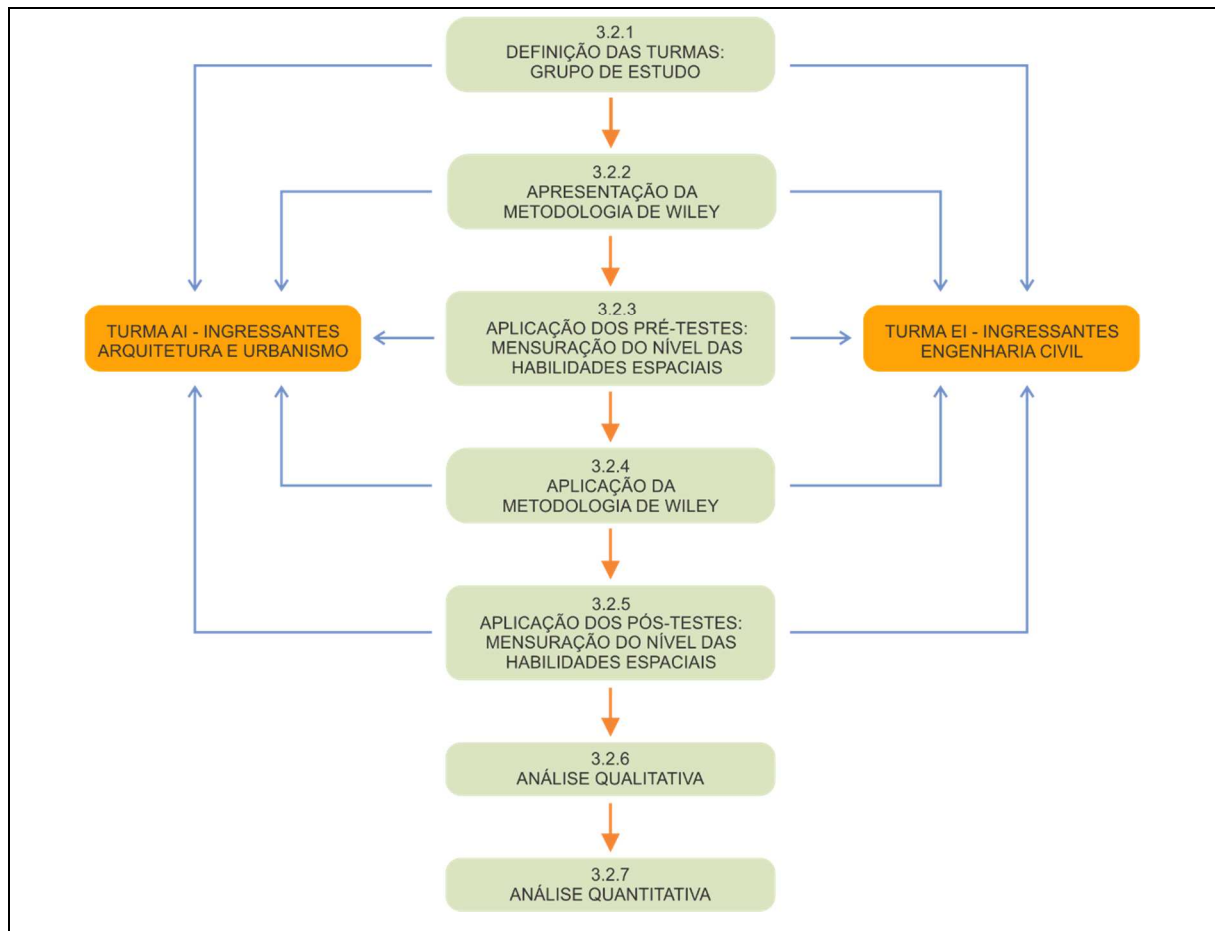 3.2.1
DEFINIÇÃO DAS TURMAS:
GRUPO DE ESTUDO
3.2.2
APRESENTAÇÃO DA
METODOLOGIA DE WILEY
3.2.3
APLICAÇÃO DOS PRÉ-TESTES:
MENSURAÇÃO DO NÍVEL DAS
HABILIDADES ESPACIAIS
TURMA AI - INGRESSANTES
ARQUITETURA E URBANISMO
TURMA EI - INGRESSANTES
ENGENHARIA CIVIL
3.2.4
APLICAÇÃO DA
METODOLOGIA DE WILEY
3.2.5
APLICAÇÃO DOS PÓS-TESTES:
MENSURAÇÃO DO NÍVEL DAS
HABILIDADES ESPACIAIS
3.2.6
ANÁLISE QUALITATIVA
3.2.7
ANÁLISE QUANTITATIVA